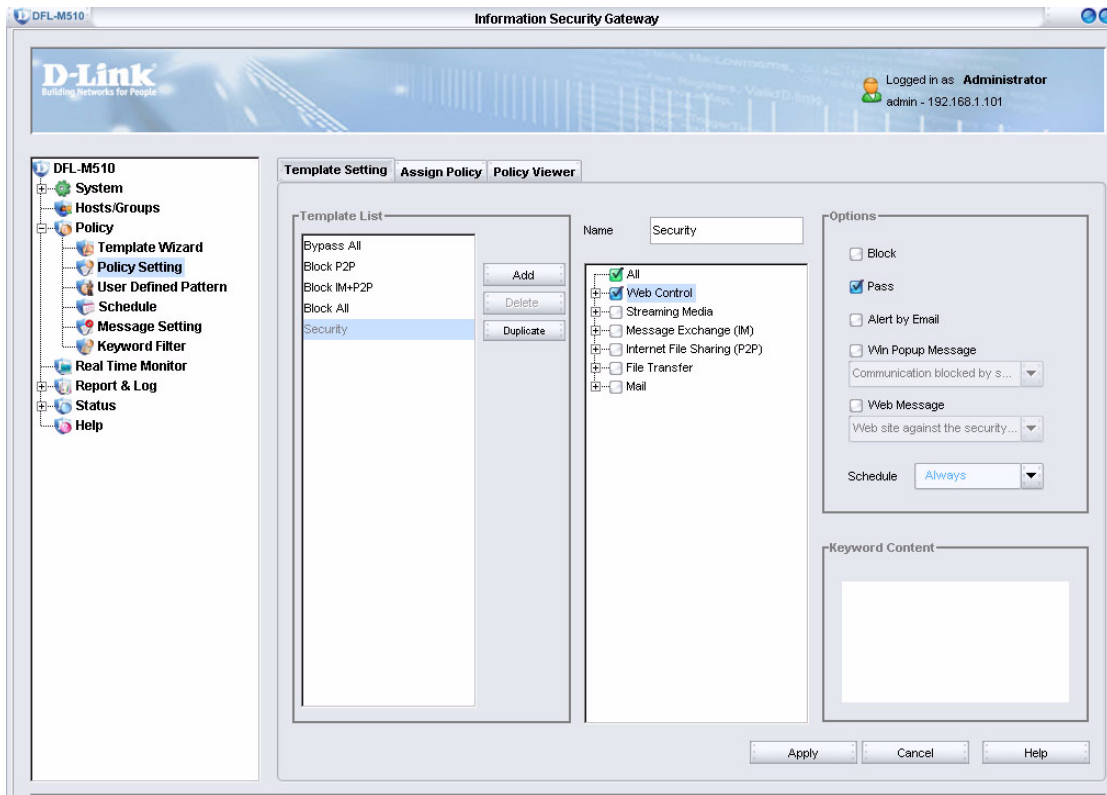 DFL-M510
Information Security Gateway
D-Link
Building Networks for People
Logged in as Administrator
admin - 192.168.1.101
DFL-M510
System
Hosts/Groups
Policy
Template Wizard
Policy Setting
User Defined Pattern
Schedule
Message Setting
Keyword Filter
Real Time Monitor
Report & Log
Status
Help
Template Setting
Assign Policy
Policy Viewer
Template List
Bypass All
Block P2P
Block IM+P2P
Block All
Security
Add
Delete
Duplicate
Name
Security
All
Web Control
Streaming Media
Message Exchange (IM)
Internet File Sharing (P2P)
File Transfer
Mail
Options
Block
Pass
Alert by Email
Win Popup Message
Communication blocked by s...
Web Message
Web site against the security...
Schedule
Always
Keyword Content
Apply
Cancel
Help